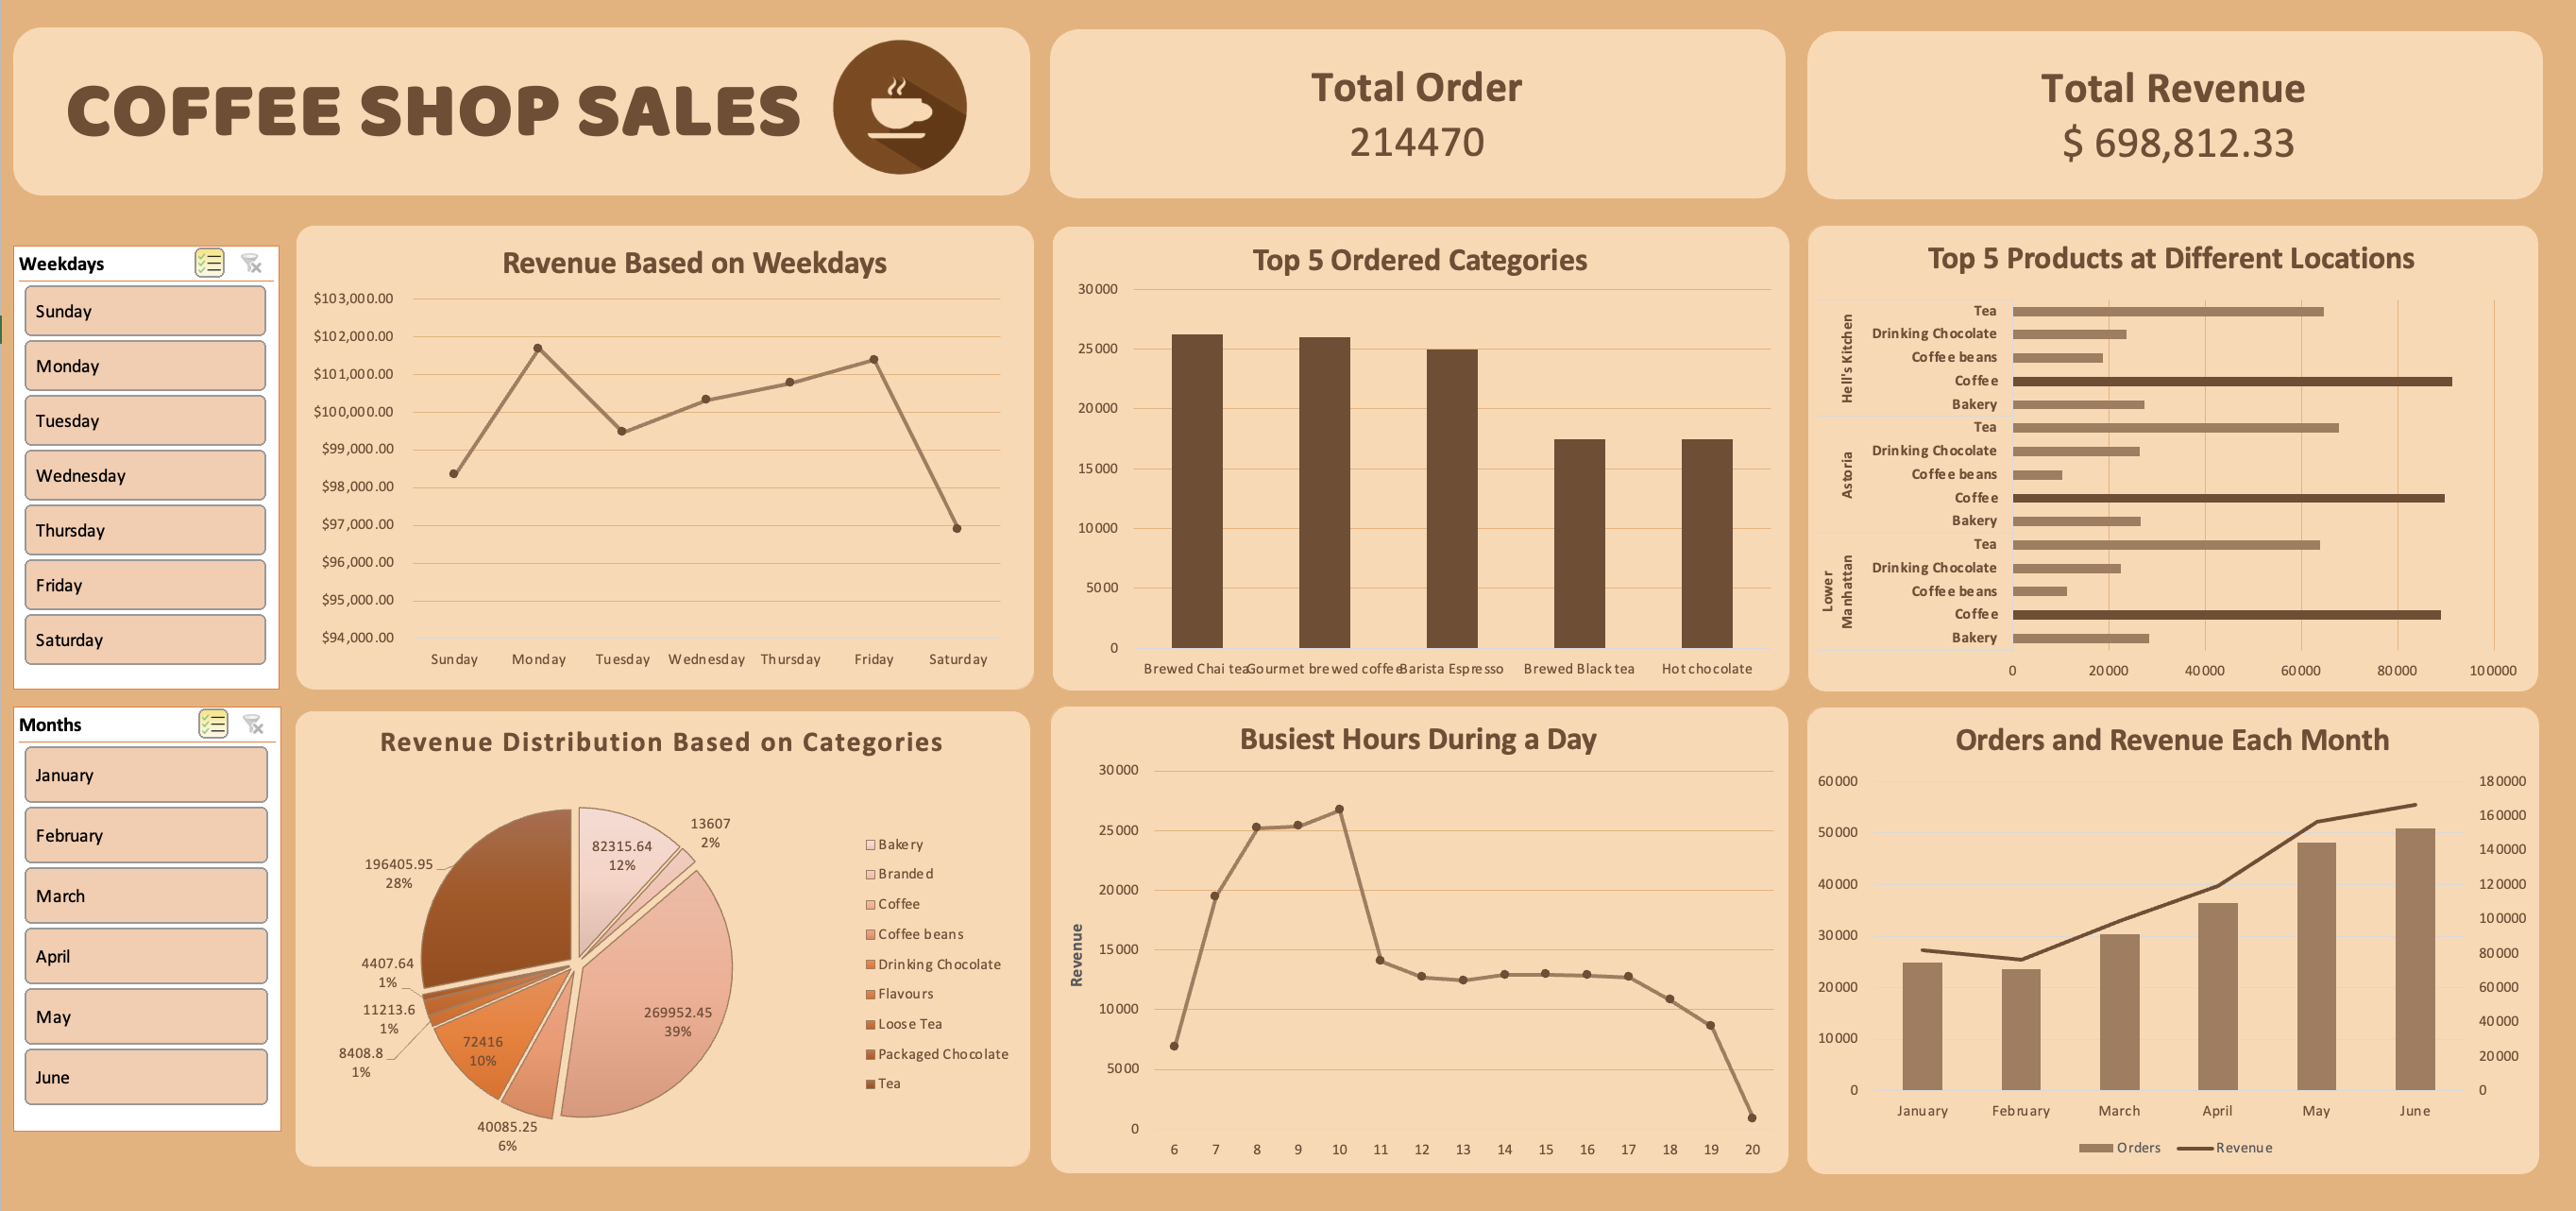 COFFEE SHOP SALES
Total Order
214470
Total Revenue
$ 698,812.33
Weekdays
Sunday
Monday
Tuesday
Wednesday
Thursday
Friday
Saturday
Months
January
February
March
April
May
June
Revenue Based on Weekdays
$103,000.00
$102,000.00
$101,000.00
$100,000.00
$99,000.00
$98,000.00
$97,000.00
$96,000.00
$95,000.00
$94,000.00
Sunday Monday Tuesday Wednesday Thursday Friday Saturday
Top 5 Ordered Categories
30000
25000
20000
15000
10000
5000
0
Brewed Chai tea Gourmet brewed coffee Barista Espresso Brewed Black tea Hot chocolate
Top 5 Products at Different Locations
Hell's Kitchen
Tea
Drinking Chocolate
Coffee beans
Coffee
Bakery
Astoria
Tea
Drinking Chocolate
Coffee beans
Coffee
Bakery
Lower
Manhattan
Tea
Drinking Chocolate
Coffee beans
Coffee
Bakery
0 20000 40000 60000 80000 100000
Revenue Distribution Based on Categories
82315.64
12%
13607
2%
269952.45
39%
40085.25
6%
72416
10%
8408.8
1%
11213.6
1%
4407.64
1%
196405.95
28%
Bakery
Branded
Coffee
Coffee beans
Drinking Chocolate
Flavours
Loose Tea
Packaged Chocolate
Tea
Busiest Hours During a Day
Revenue
30000
25000
20000
15000
10000
5000
0
6 7 8 9 10 11 12 13 14 15 16 17 18 19 20
Orders and Revenue Each Month
60000
50000
40000
30000
20000
10000
0
180000
160000
140000
120000
100000
80000
60000
40000
20000
0
January February March April May June
Orders Revenue